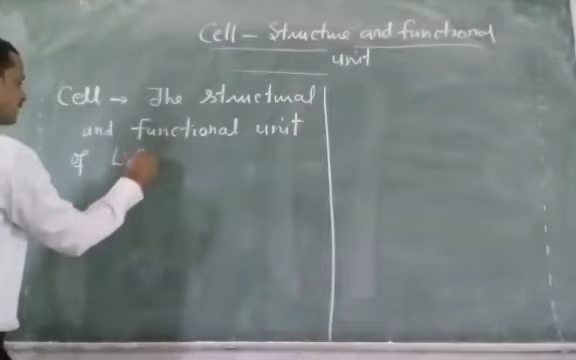 Cell - Structure and functional
unit
Cell → The structural
and functional unit
of